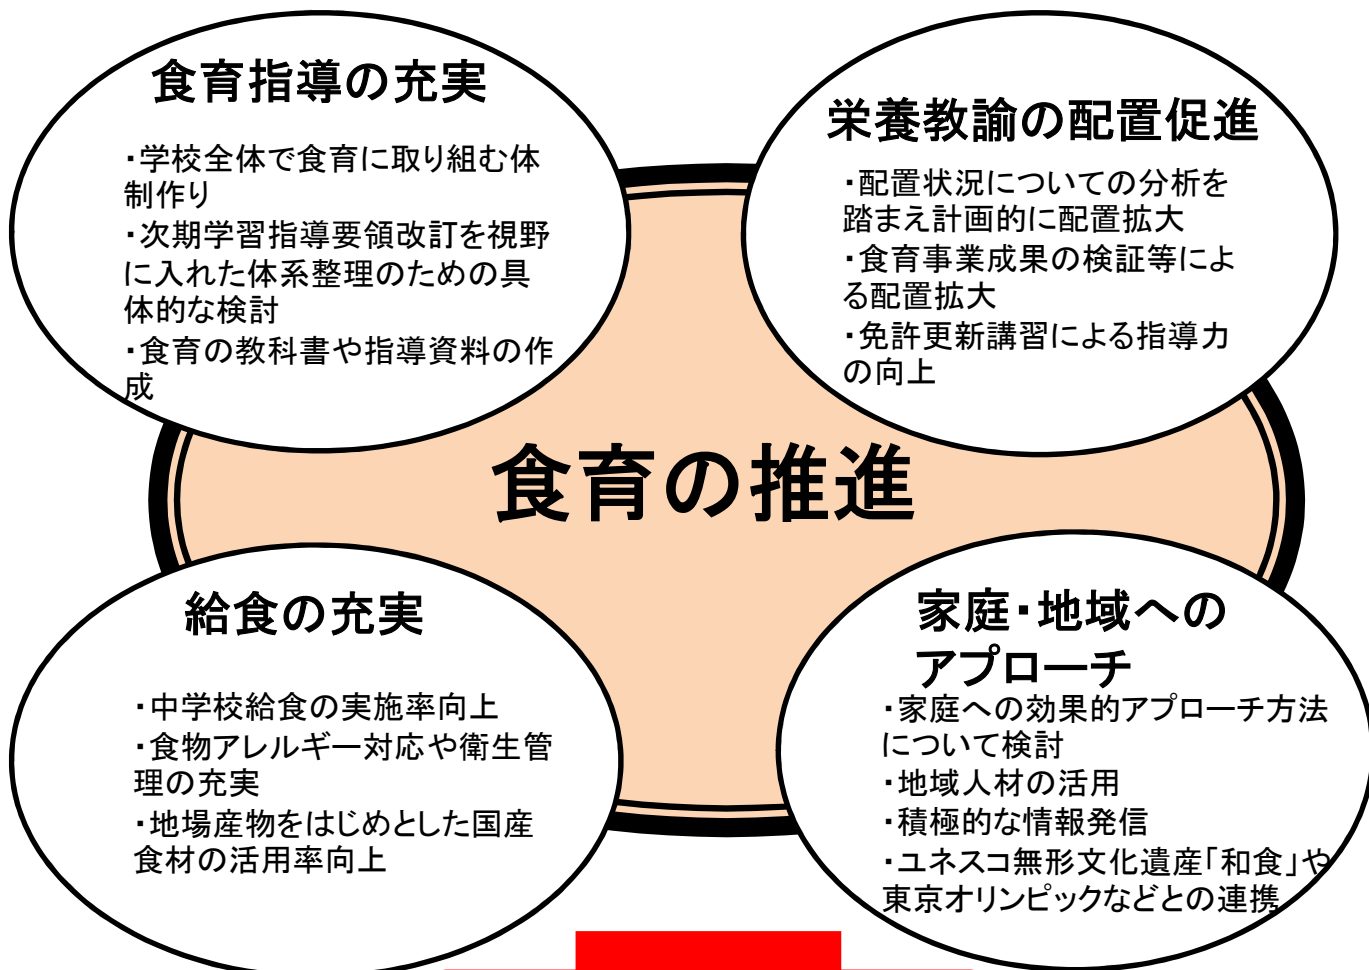 食育指導の充実
・学校全体で食育に取り組む体
制作り
・次期学習指導要領改訂を視野
に入れた体系整理のための具
体的な検討
・食育の教科書や指導資料の作
成
栄養教諭の配置促進
・配置状況についての分析を
踏まえ計画的に配置拡大
・食育事業成果の検証等によ
る配置拡大
・免許更新講習による指導力
の向上
食育の推進
給食の充実
・中学校給食の実施率向上
・食物アレルギー対応や衛生管
理の充実
・地場産物をはじめとした国産
食材の活用率向上
家庭・地域への
アプローチ
・家庭への効果的アプローチ方法
について検討
・地域人材の活用
・積極的な情報発信
・ユネスコ無形文化遺産「和食」や
東京オリンピックなどとの連携